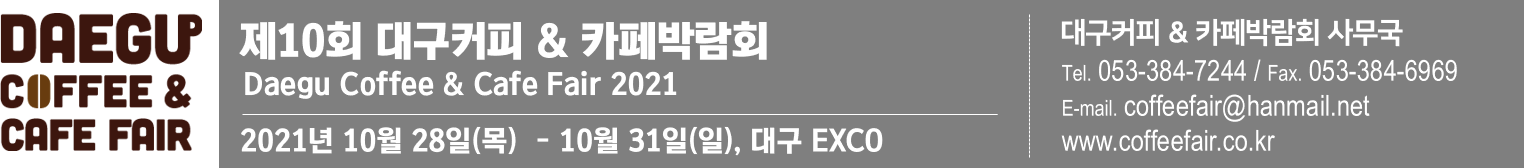 DAEGU
COFFEE &
CAFE FAIR
제10회 대구커피 & 카페박람회
Daegu Coffee & Cafe Fair 2021
2021년 10월 28일(목) - 10월 31일(일), 대구 EXCO
대구커피 & 카페박람회 사무국
Tel. 053-384-7244 / Fax. 053-384-6969
E-mail. coffeefair@hanmail.net
www.coffeefair.co.kr